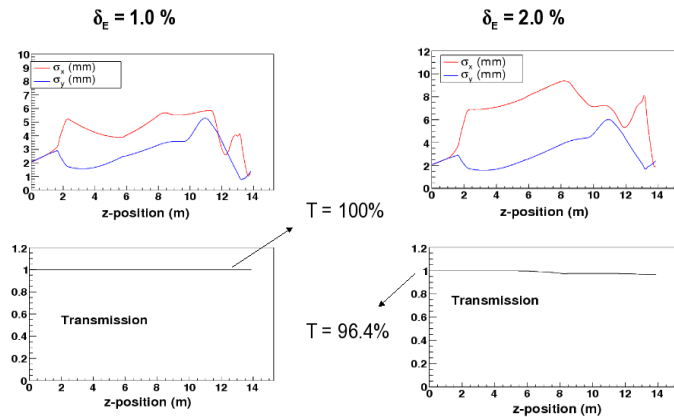 δE = 1.0 %
δE = 2.0 %
10
9
8
7
6
5
4
3
2
1
0
σx (mm)
σy (mm)
0 2 4 6 8 10 12 14
z-position (m)
12
10
8
6
4
2
0
σx (mm)
σy (mm)
0 2 4 6 8 10 12 14
z-position (m)
T = 100%
1.2
1
0.8
0.6
0.4
0.2
0
Transmission
0 2 4 6 8 10 12 14
z-position (m)
T = 96.4%
1.2
1
0.8
0.6
0.4
0.2
0
Transmission
0 2 4 6 8 10 12 14
z-position (m)